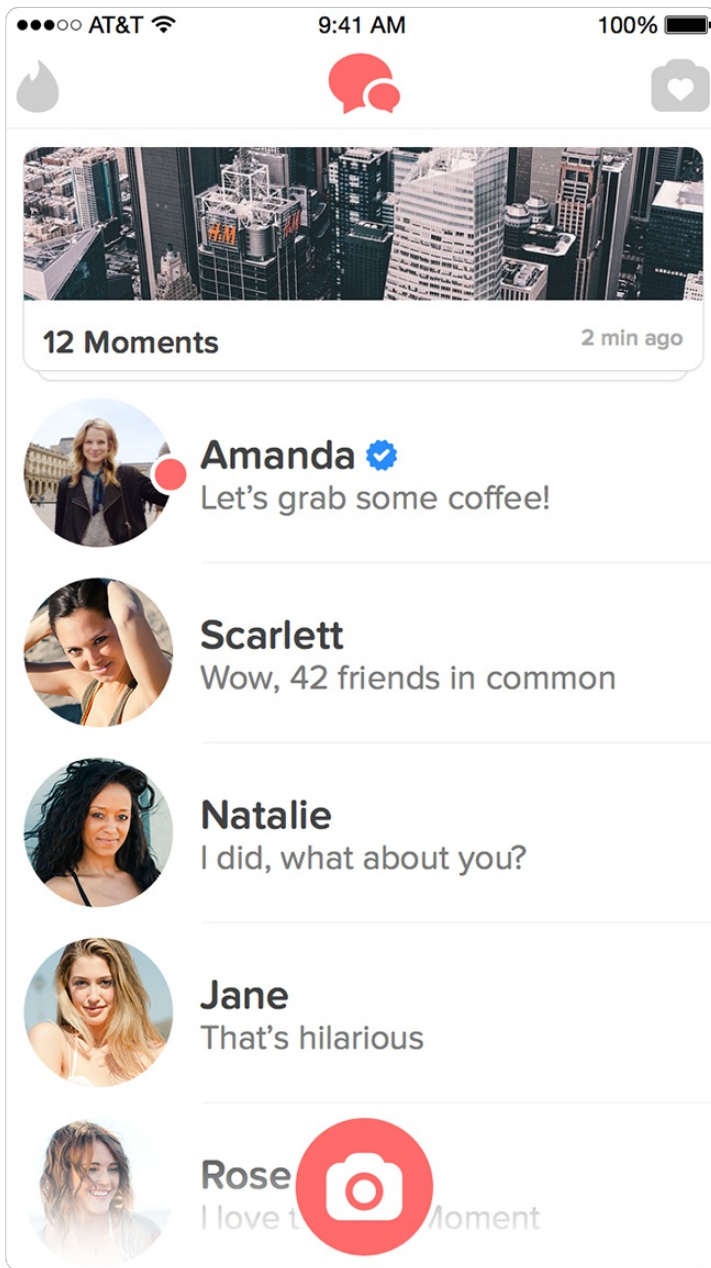 AT&T 9:41 AM 100%
H&M H&M
12 Moments 2 min ago
Amanda
Let's grab some coffee!
Scarlett
Wow, 42 friends in common
Natalie
I did, what about you?
Jane
That's hilarious
Rose
I love Moment